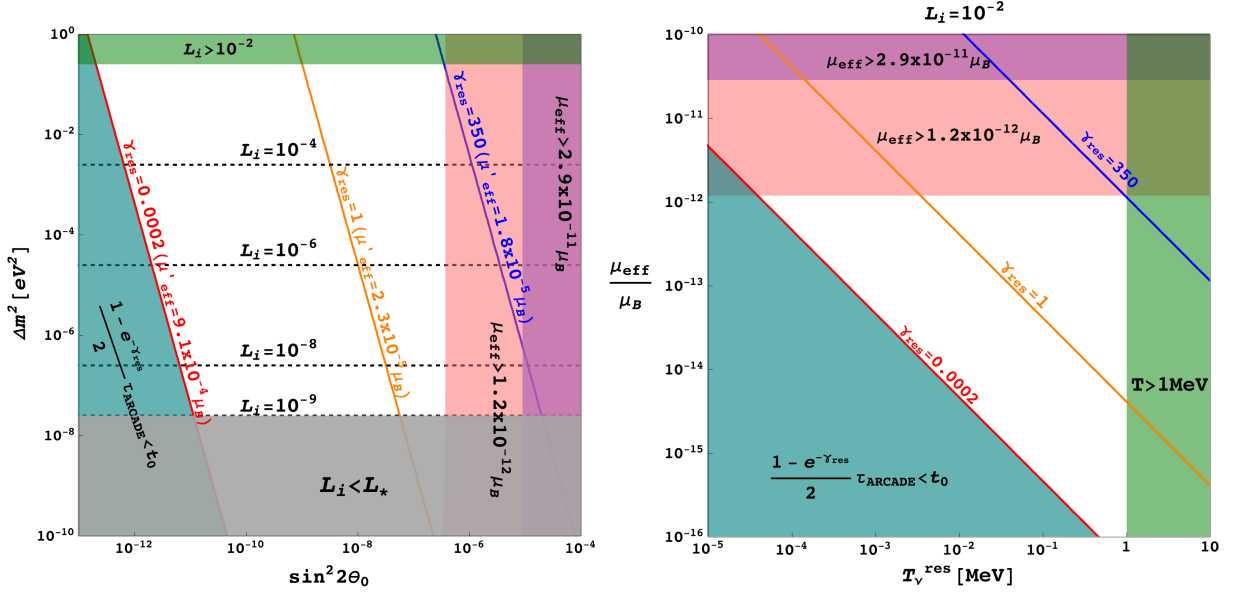 L_i>10^-2
L_i=10^-4
L_i=10^-6
L_i=10^-8
L_i=10^-9
L_i<L_*
γ_res=0.0002(μ'_eff=9.1x10^-4 μ_B)
γ_res=1(μ'_eff=2.3x10^-5 μ_B)
γ_res=350(μ'_eff=1.8x10^-5 μ_B)
μ_eff>1.2x10^-12 μ_B
μ_eff>2.9x10^-11 μ_B
(1-e^-γ_res)/2 τ_ARCADE<t_0
10^0
10^-2
10^-4
10^-6
10^-8
10^-10
Δm^2[eV^2]
10^-12 10^-10 10^-8 10^-6 10^-4
sin^2 2θ_0
L_i=10^-2
μ_eff>2.9x10^-11 μ_B
μ_eff>1.2x10^-12 μ_B
γ_res=350
γ_res=1
γ_res=0.0002
T>1MeV
(1-e^-γ_res)/2 τ_ARCADE<t_0
10^-10
10^-11
10^-12
10^-13
10^-14
10^-15
10^-16
μ_eff/μ_B
10^-5 10^-4 10^-3 10^-2 10^-1 1 10
T_ν^res[MeV]